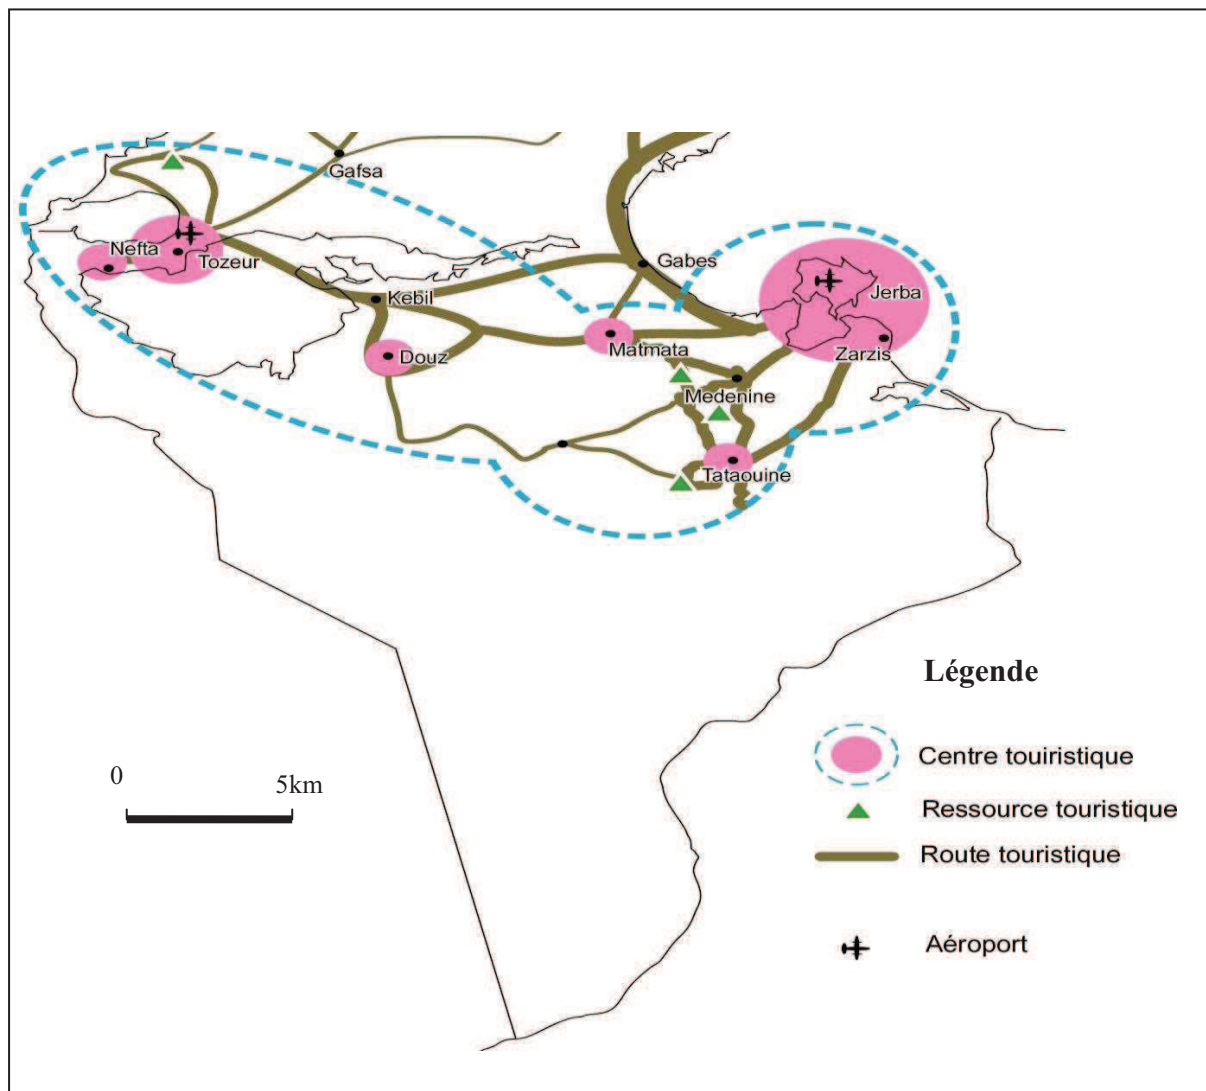 Gafsa
Nefta
Tozeur
Gabes
Kebil
Jerba
Douz
Matmata
Zarzis
Medenine
Tataouine
Légende
0
5km
Centre touiristique
Ressource touristique
Route touristique
Aéroport